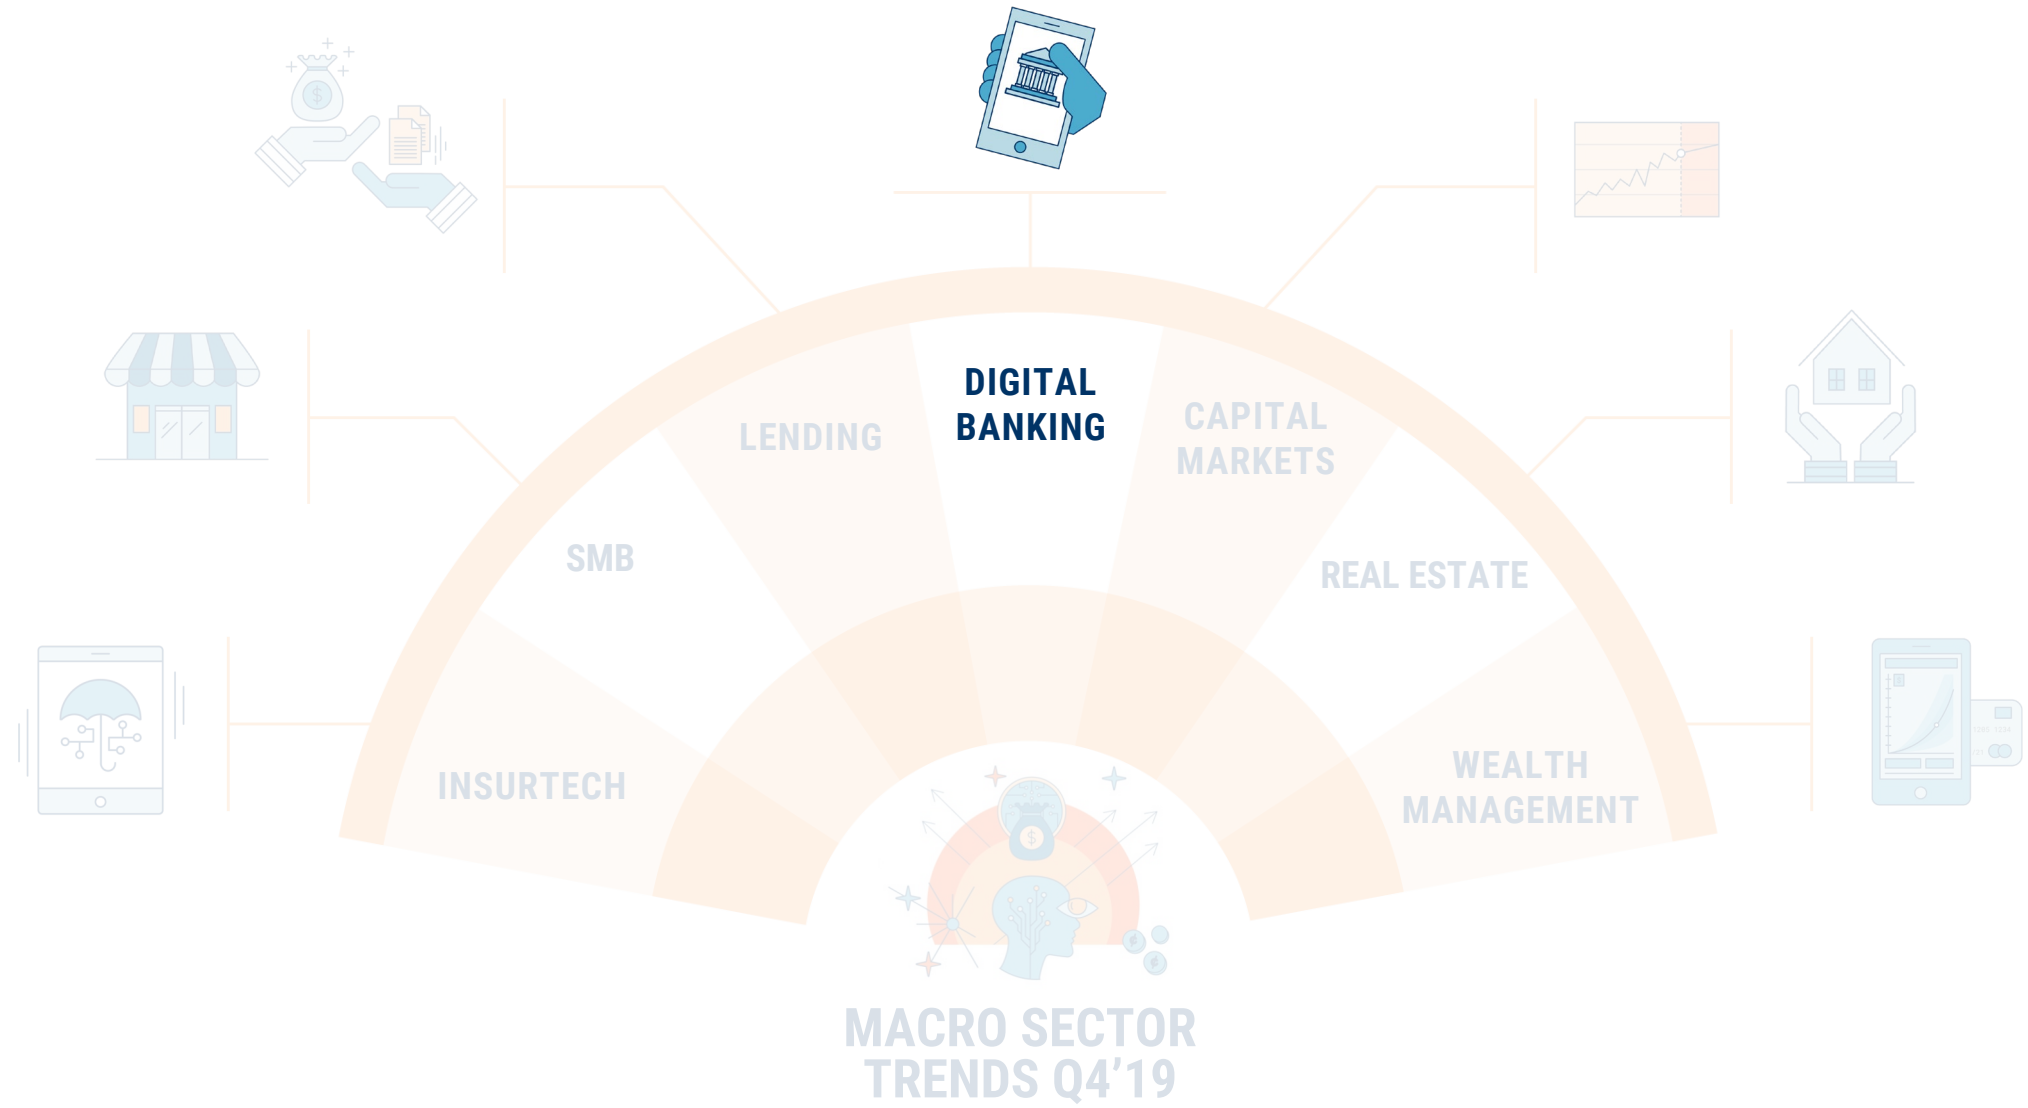 DIGITAL
BANKING
LENDING
CAPITAL
MARKETS
SMB
REAL ESTATE
INSURTECH
WEALTH
MANAGEMENT
MACRO SECTOR
TRENDS Q4’19